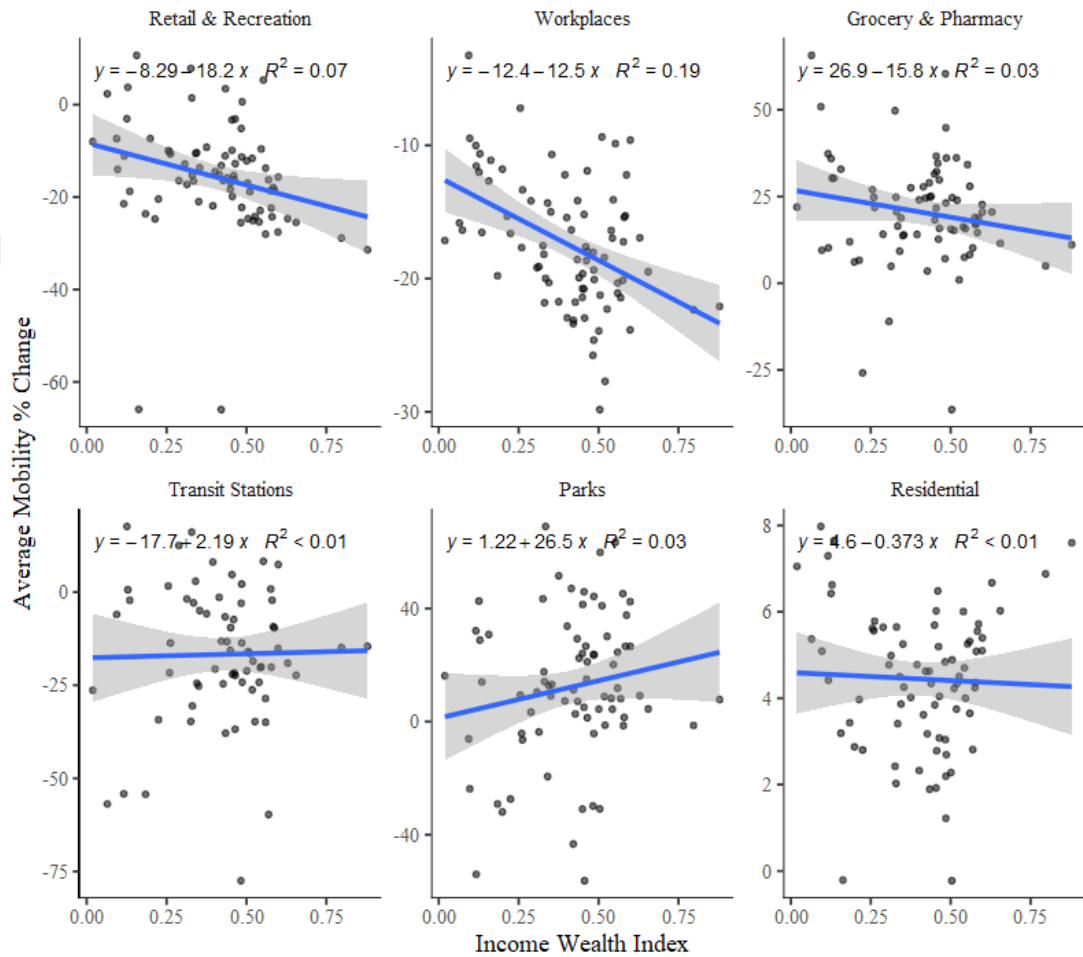 Retail & Recreation
Workplaces
Grocery & Pharmacy
y = −8.29 − 18.2 x R² = 0.07
y = −12.4 − 12.5 x R² = 0.19
y = 26.9 − 15.8 x R² = 0.03
0
-20
-40
-60
-10
-20
-30
50
25
0
-25
0.00 0.25 0.50 0.75
0.00 0.25 0.50 0.75
0.00 0.25 0.50 0.75
Average Mobility % Change
Transit Stations
Parks
Residential
y = −17.7 + 2.19 x R² < 0.01
y = 1.22 + 26.5 x R² = 0.03
y = 4.6 − 0.373 x R² < 0.01
0
-25
-50
-75
40
0
-40
8
6
4
2
0
0.00 0.25 0.50 0.75
0.00 0.25 0.50 0.75
0.00 0.25 0.50 0.75
Income Wealth Index